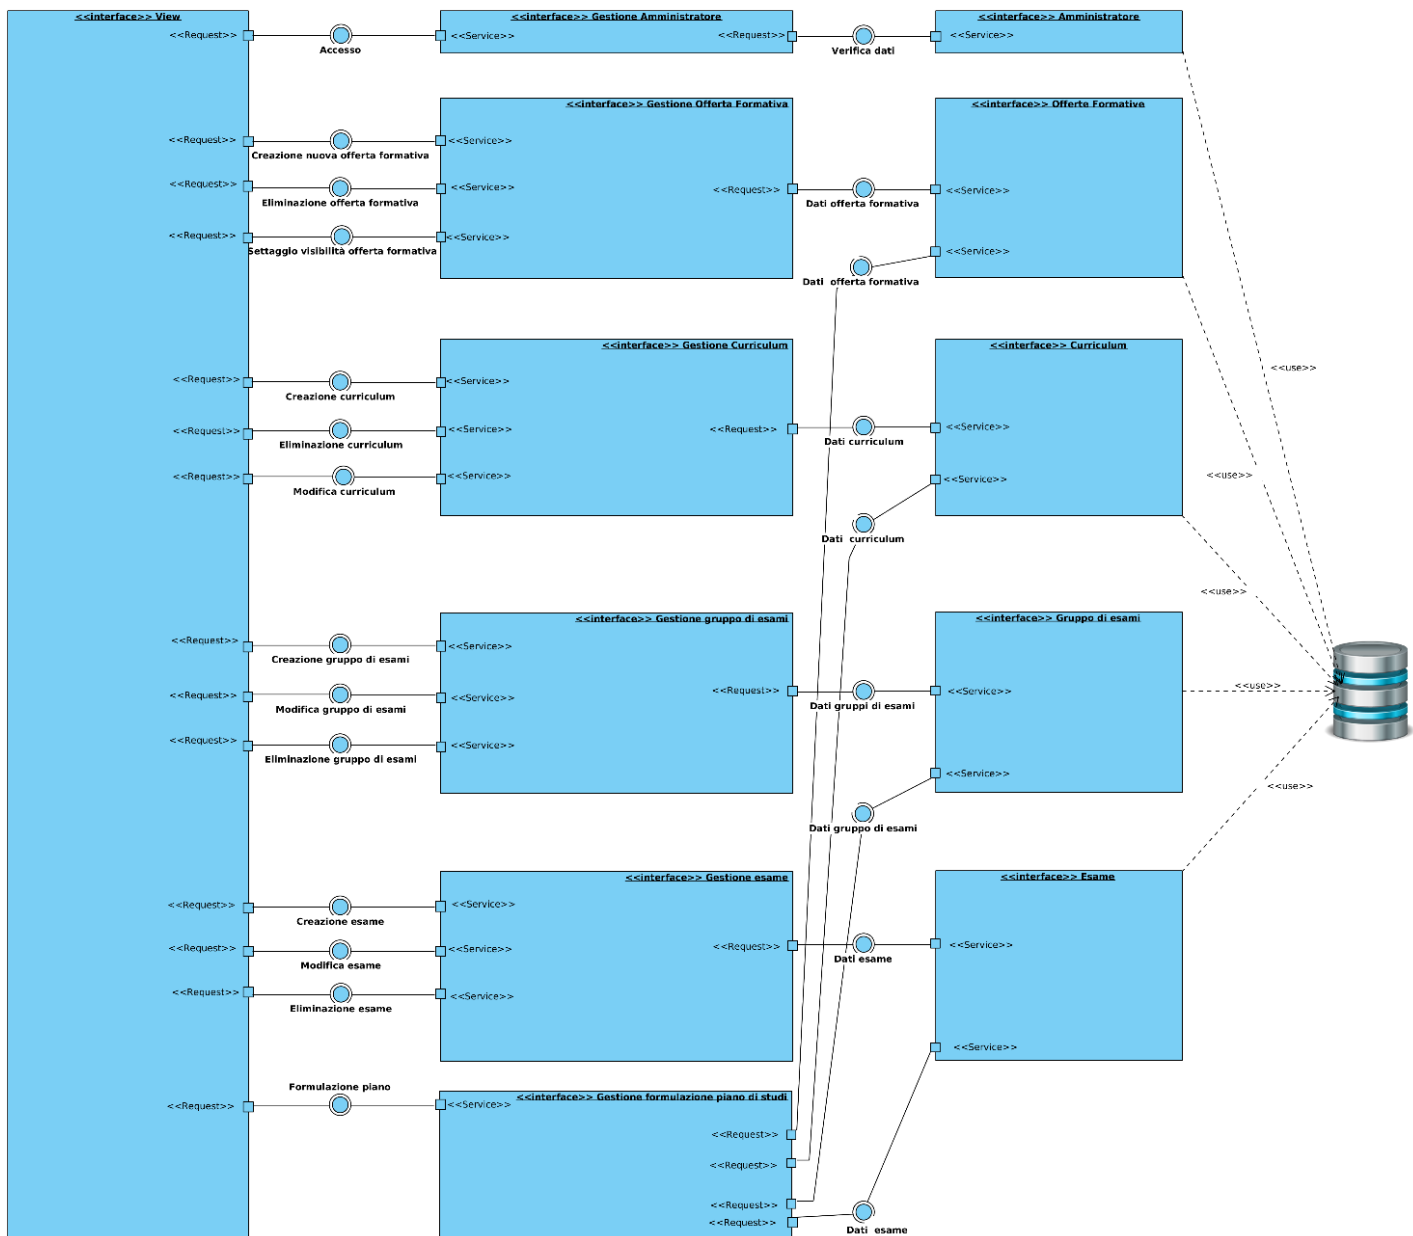 <<interface>> View
<<interface>> Gestione Amministratore
<<interface>> Amministratore
<<Request>>
Accesso
<<Service>>
<<Request>>
Verifica dati
<<Service>>
<<interface>> Gestione Offerta Formativa
<<interface>> Offerte Formative
<<Request>>
Creazione nuova offerta formativa
<<Service>>
<<Request>>
Eliminazione offerta formativa
<<Service>>
<<Request>>
Dati offerta formativa
<<Service>>
<<Request>>
Settaggio visibilità offerta formativa
<<Service>>
<<Service>>
Dati  offerta formativa
<<use>>
<<interface>> Gestione Curriculum
<<interface>> Curriculum
<<Request>>
Creazione curriculum
<<Service>>
<<Request>>
Eliminazione curriculum
<<Service>>
<<Request>>
Dati curriculum
<<Service>>
<<Request>>
Modifica curriculum
<<Service>>
<<Service>>
<<use>>
Dati  curriculum
<<use>>
<<interface>> Gestione gruppo di esami
<<interface>> Gruppo di esami
<<Request>>
Creazione gruppo di esami
<<Service>>
<<Request>>
Modifica gruppo di esami
<<Service>>
<<Request>>
Dati gruppi di esami
<<Service>>
<<use>>
<<Request>>
Eliminazione gruppo di esami
<<Service>>
<<Service>>
<<use>>
Dati gruppo di esami
<<interface>> Gestione esame
<<interface>> Esame
<<Request>>
Creazione esame
<<Service>>
<<Request>>
Modifica esame
<<Service>>
<<Request>>
Dati esame
<<Service>>
<<Request>>
Eliminazione esame
<<Service>>
<<Service>>
Formulazione piano
<<interface>> Gestione formulazione piano di studi
<<Request>>
<<Service>>
<<Request>>
<<Request>>
<<Request>>
<<Request>>
Dati  esame